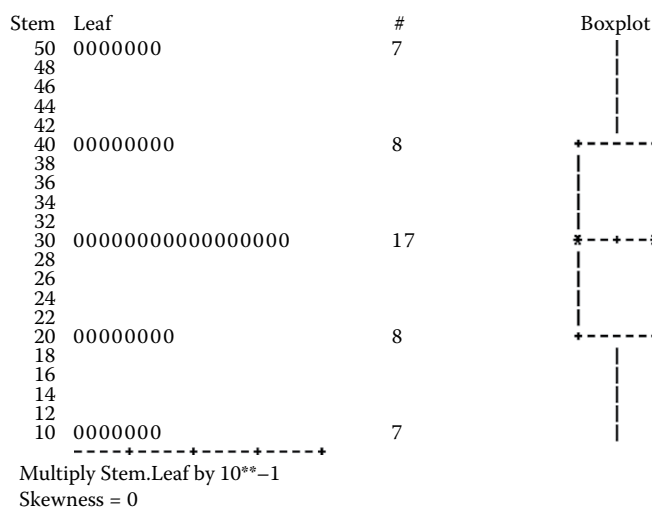 Stem Leaf # Boxplot
50 0000000 7
48
46
44
42
40 00000000 8
38
36
34
32
30 00000000000000000 17
28
26
24
22
20 00000000 8
18
16
14
12
10 0000000 7
Multiply Stem.Leaf by 10**–1
Skewness = 0